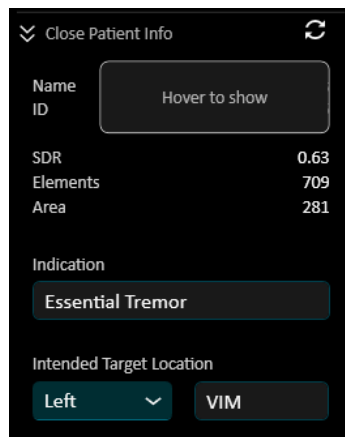 Close Patient Info
Name
ID
Hover to show
SDR 0.63
Elements 709
Area 281
Indication
Essential Tremor
Intended Target Location
Left VIM